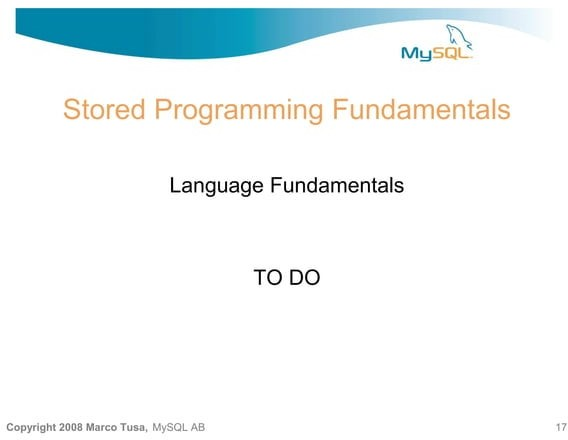 MySQL
Stored Programming Fundamentals
Language Fundamentals
TO DO
Copyright 2008 Marco Tusa, MySQL AB
17